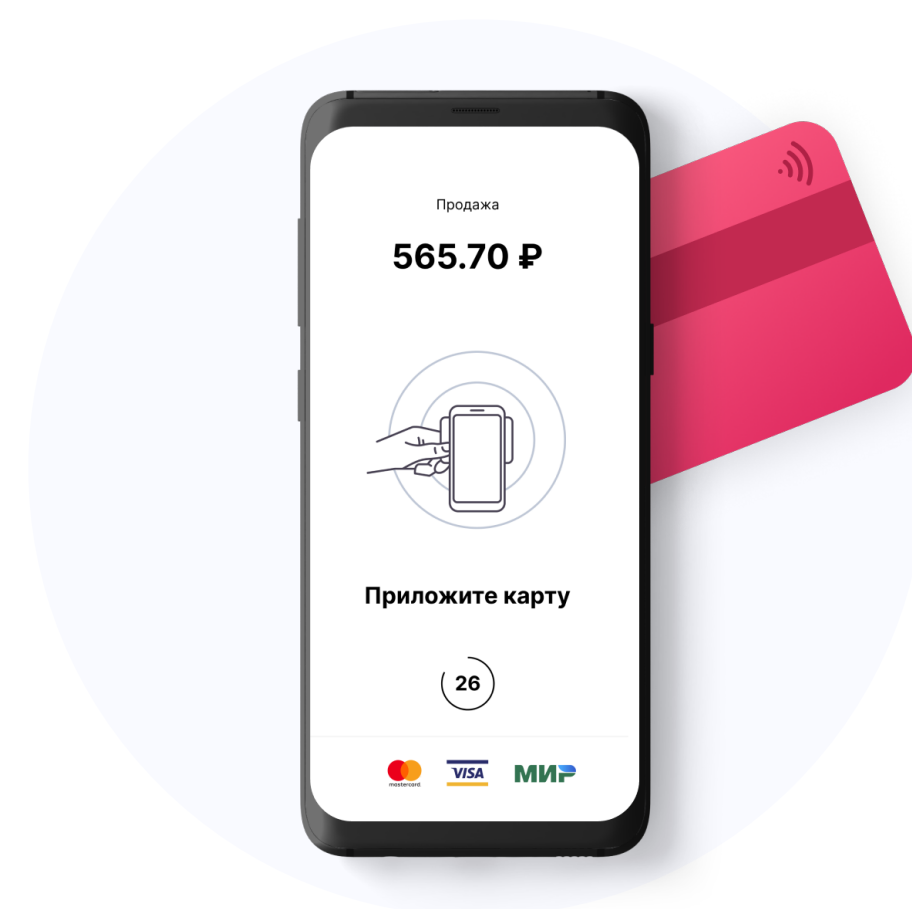 Продажа
565.70 ₽
Приложите карту
26
mastercard
VISA
МИР